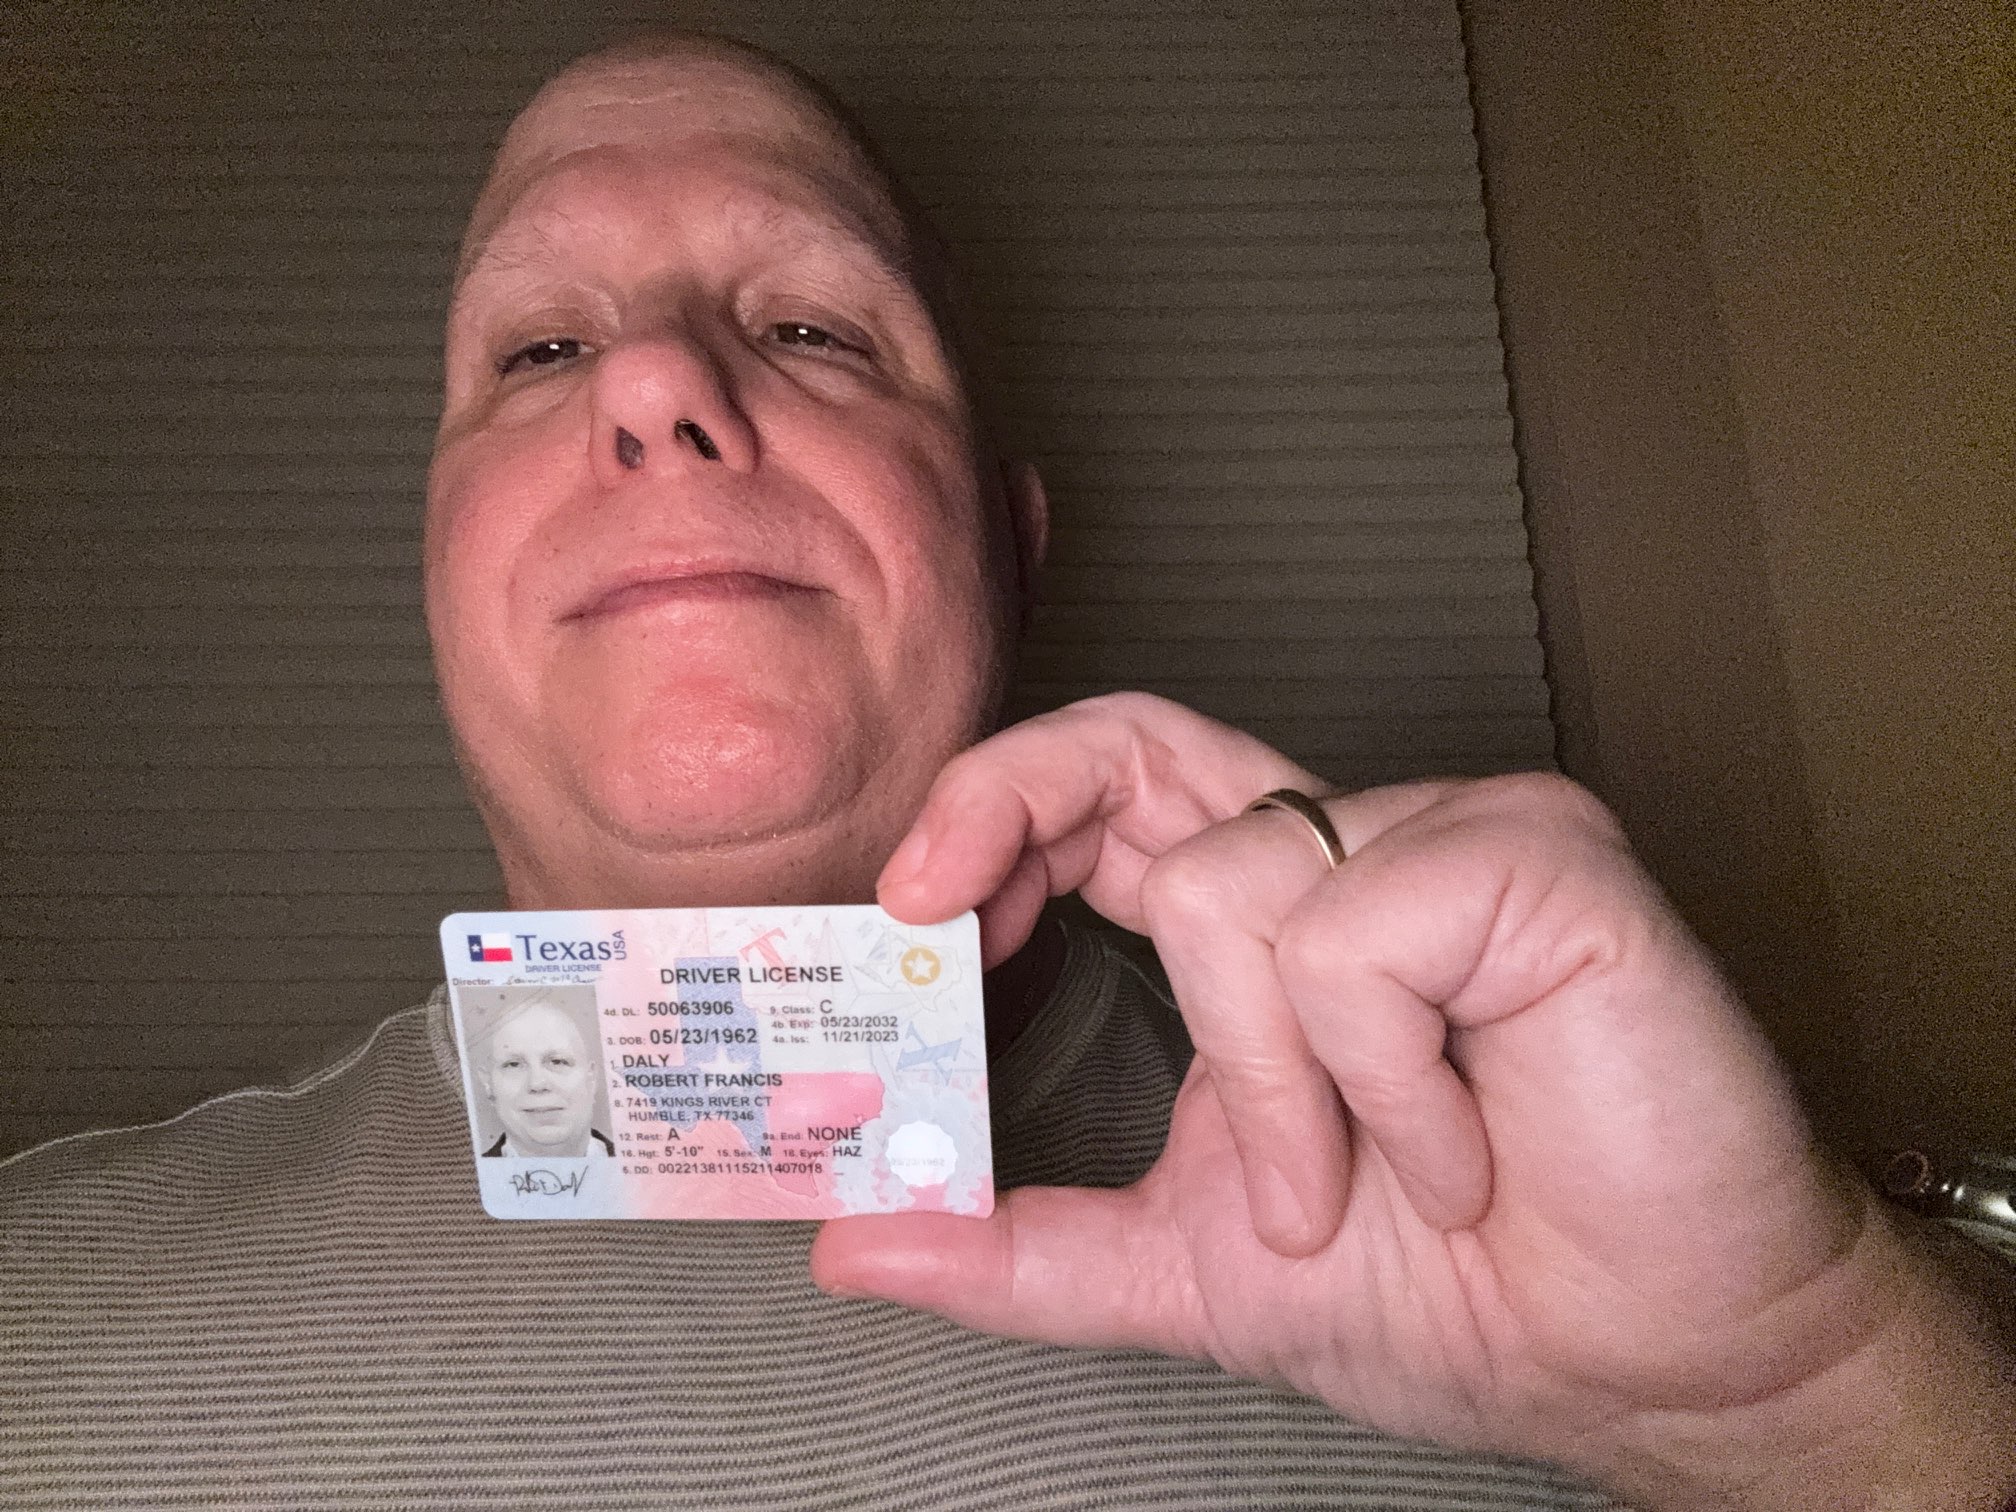 Texas USA
DRIVER LICENSE
Director:
DRIVER LICENSE
4d. DL: 50063906 9. Class: C
4b. Exp: 05/23/2032
3. DOB: 05/23/1962 4a. Iss: 11/21/2023
1. DALY
2. ROBERT FRANCIS
8. 7419 KINGS RIVER CT
HUMBLE, TX 77346
12. Rest: A 9a. End: NONE
16. Hgt: 5'-10" 15. Sex: M 18. Eyes: HAZ
5. DD: 00221381115211407018